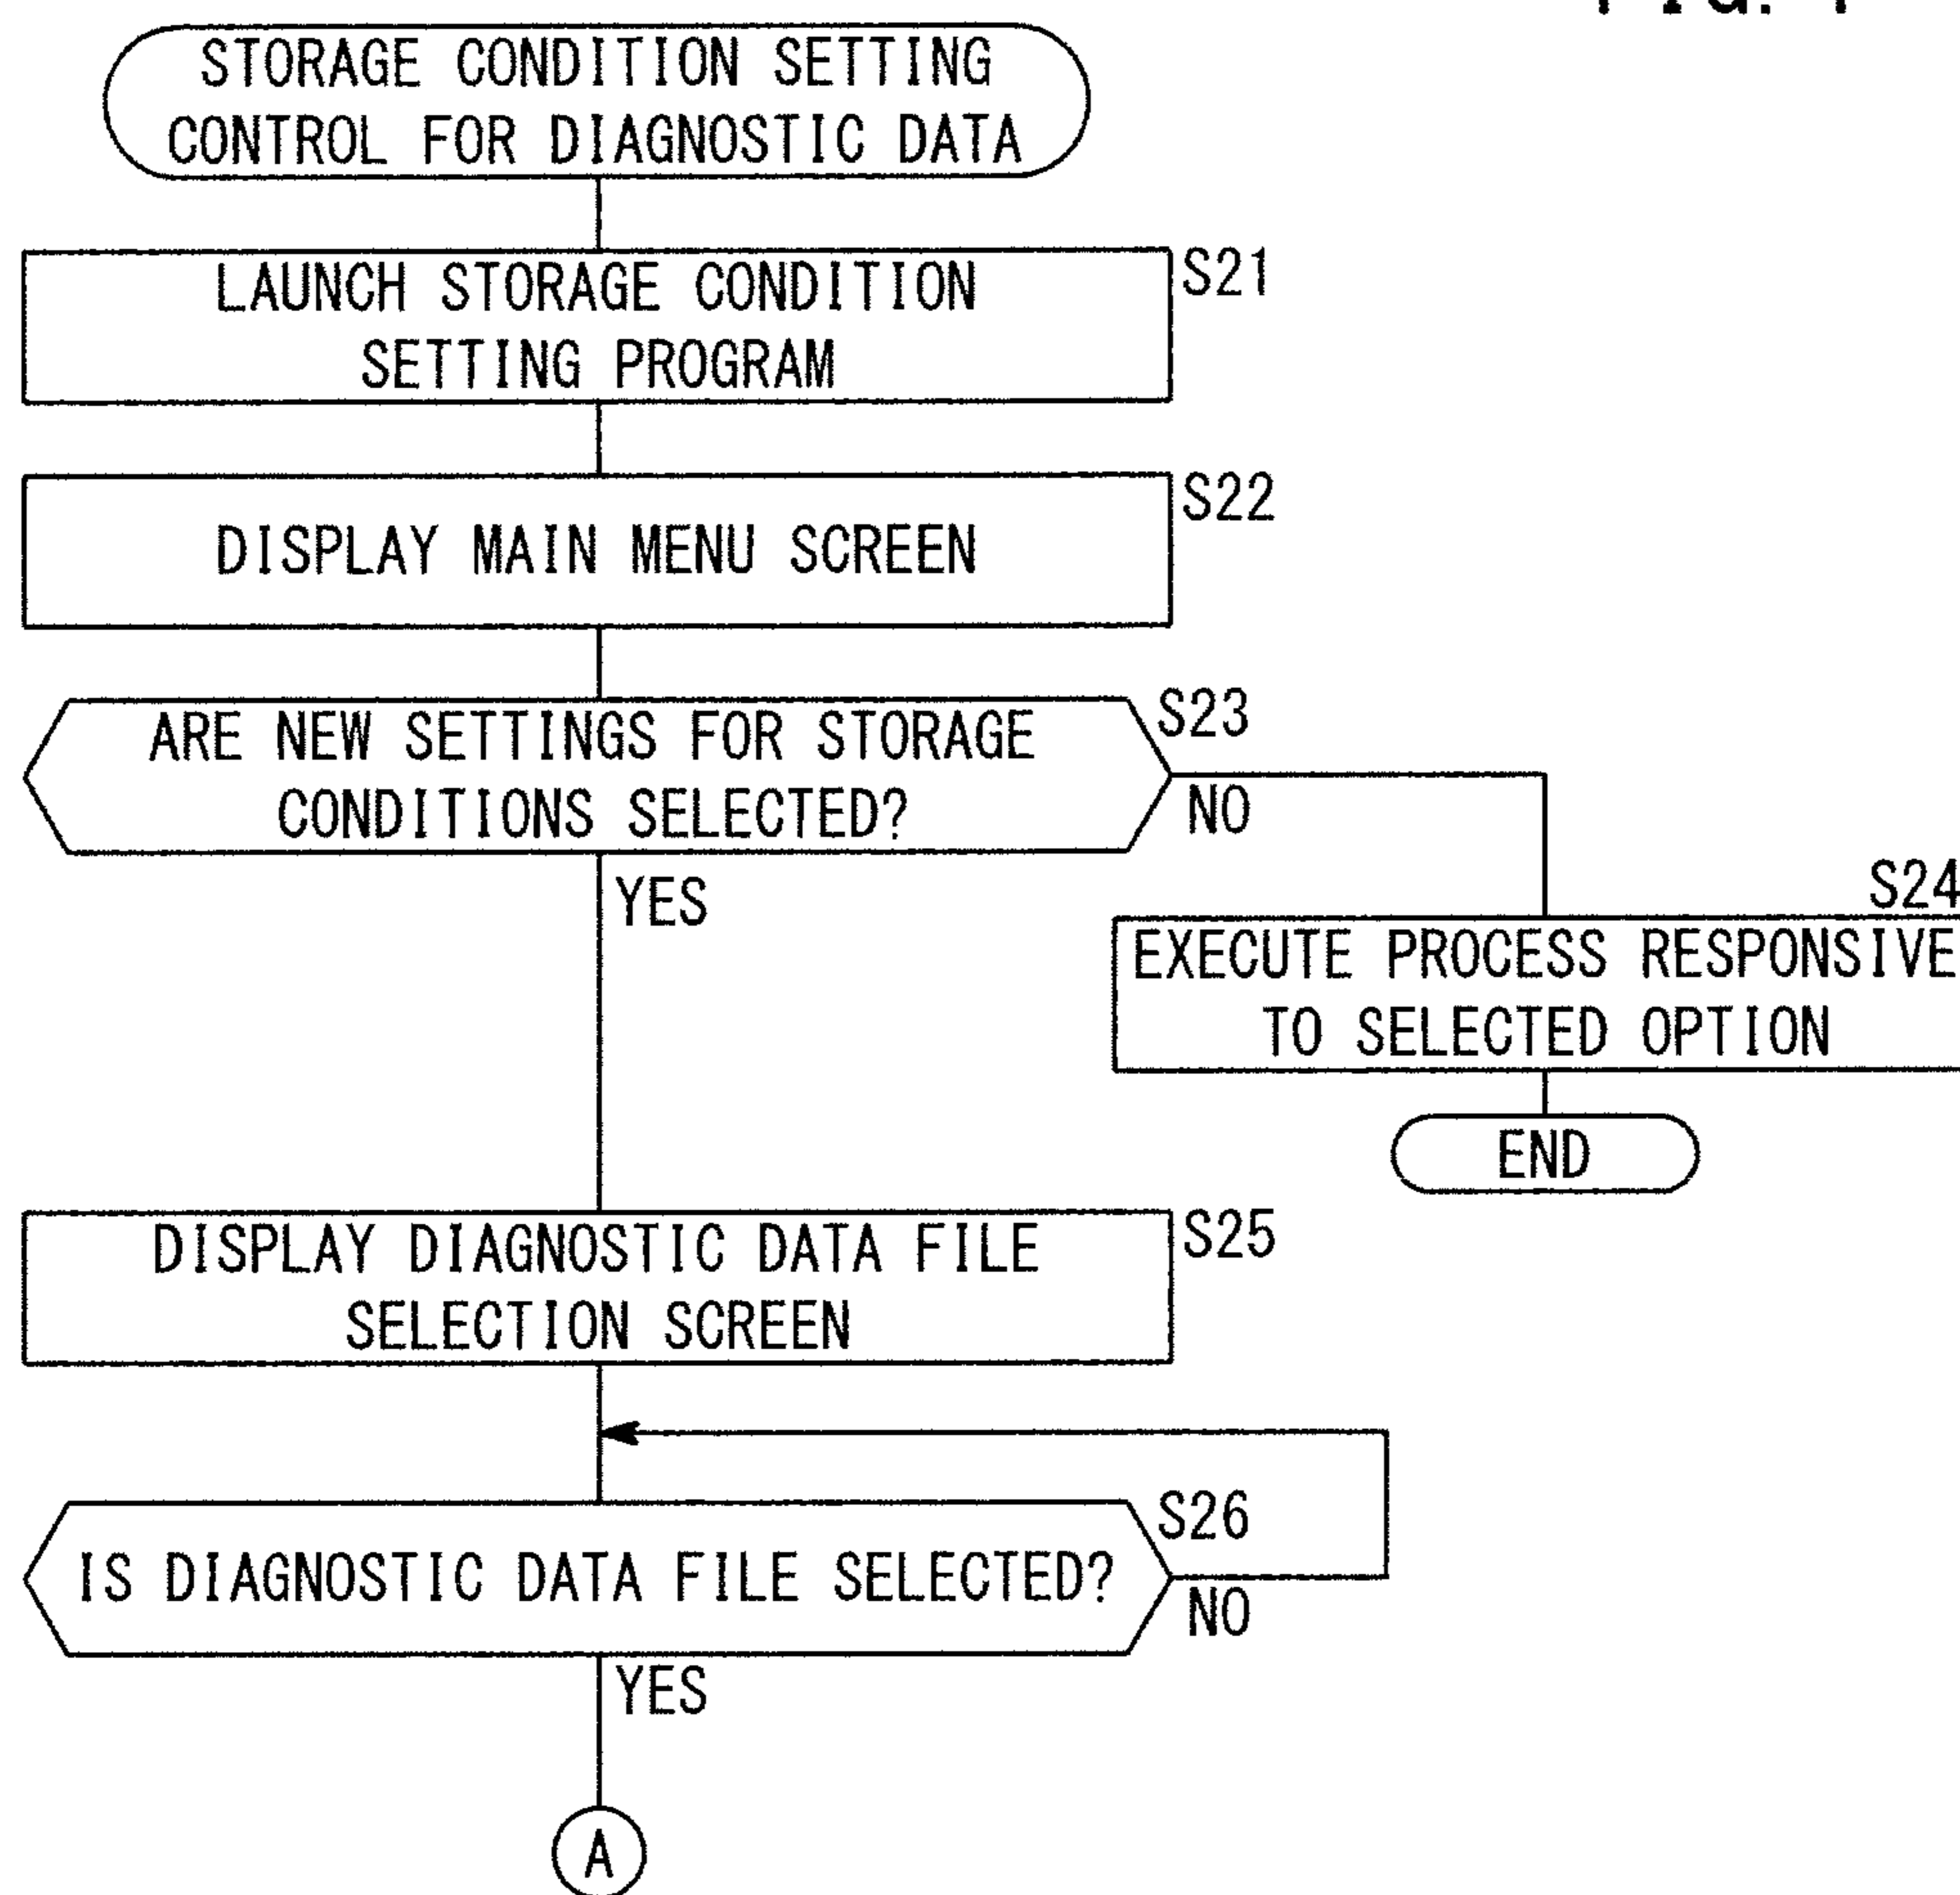 STORAGE CONDITION SETTING
CONTROL FOR DIAGNOSTIC DATA
LAUNCH STORAGE CONDITION
SETTING PROGRAM
S21
DISPLAY MAIN MENU SCREEN
S22
ARE NEW SETTINGS FOR STORAGE
CONDITIONS SELECTED?
S23
NO
YES
S24
EXECUTE PROCESS RESPONSIVE
TO SELECTED OPTION
END
DISPLAY DIAGNOSTIC DATA FILE
SELECTION SCREEN
S25
IS DIAGNOSTIC DATA FILE SELECTED?
S26
NO
YES
A